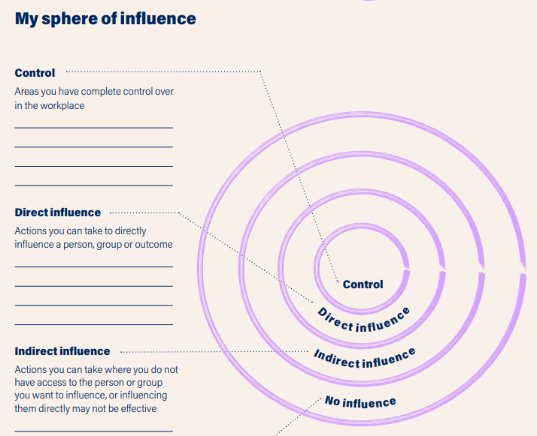 My sphere of influence
Control
Areas you have complete control over
in the workplace
Direct influence
Actions you can take to directly
influence a person, group or outcome
Indirect influence
Actions you can take where you do not
have access to the person or group
you want to influence, or influencing
them directly may not be effective
Control
Direct influence
Indirect influence
No influence